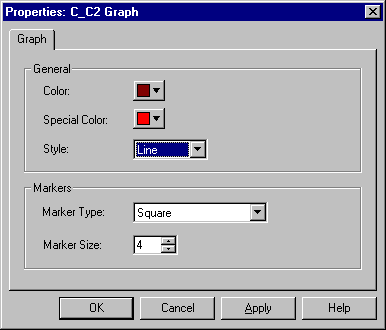 Properties: C_C2 Graph
Graph
General
Color:
Special Color:
Style: Line
Markers
Marker Type: Square
Marker Size: 4
OK Cancel Apply Help